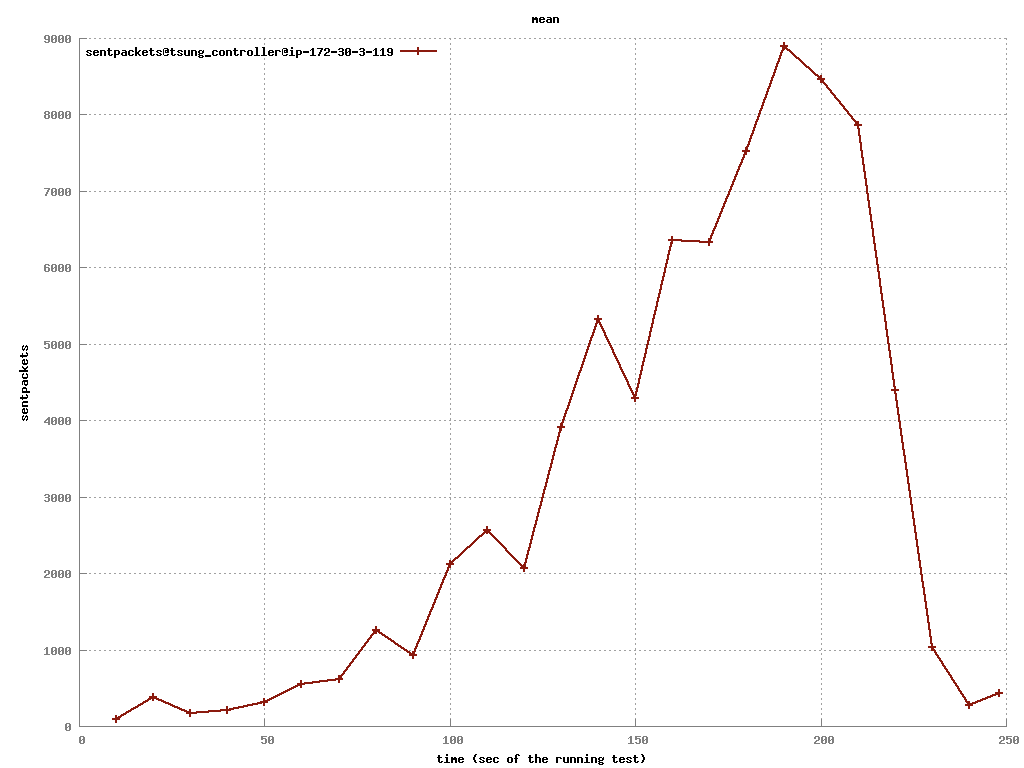 mean
9000
sentpackets@tsung_controller@ip-172-30-3-119
8000
7000
6000
5000
sentpackets
4000
3000
2000
1000
0
0 50 100 150 200 250
time (sec of the running test)